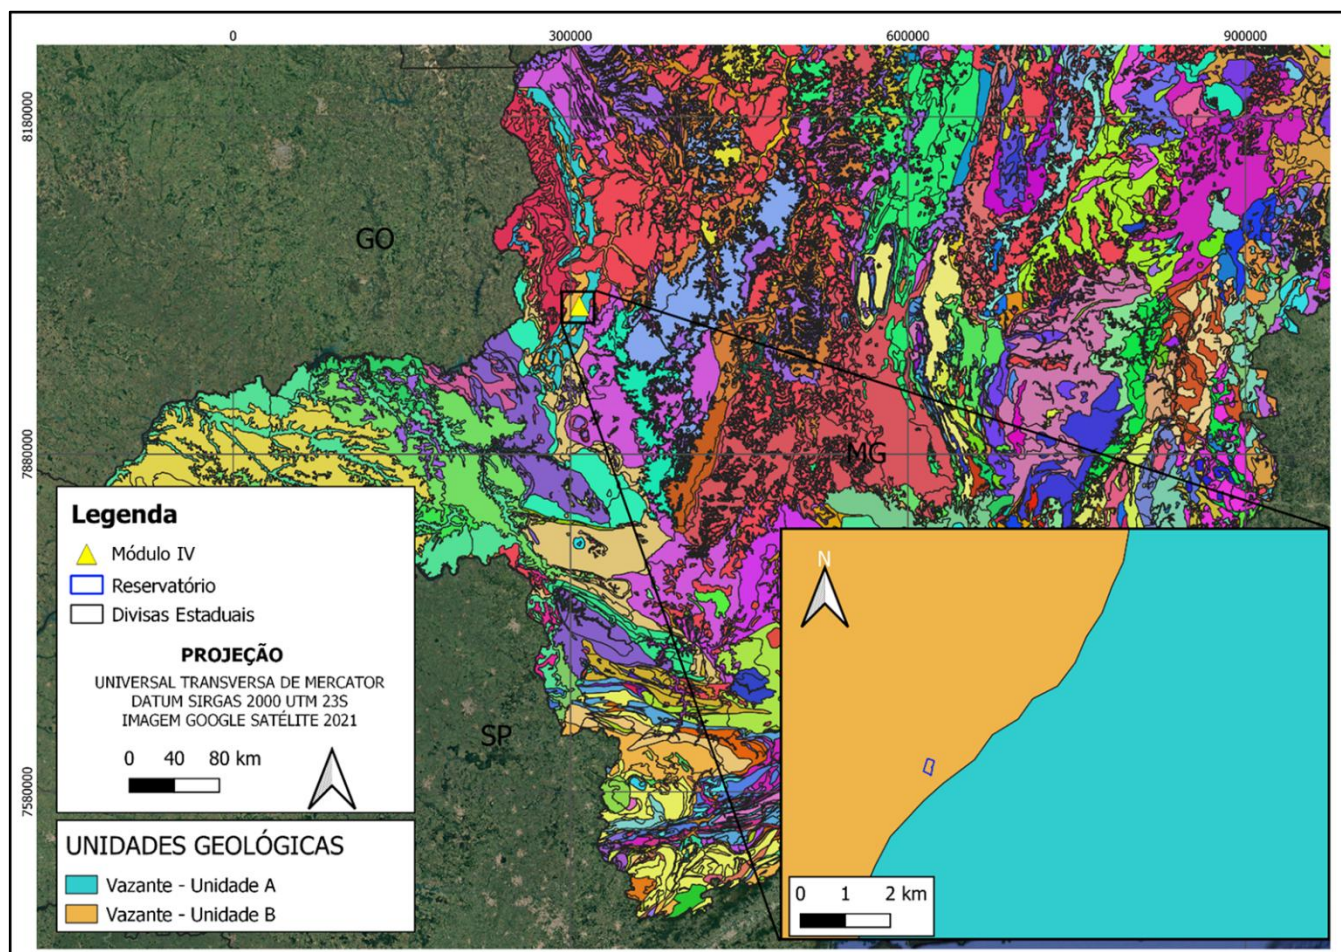 0
300000
600000
900000
8180000
7880000
7580000
GO
MG
SP
Legenda
Módulo IV
Reservatório
Divisas Estaduais
PROJEÇÃO
UNIVERSAL TRANSVERSA DE MERCATOR
DATUM SIRGAS 2000 UTM 23S
IMAGEM GOOGLE SATÉLITE 2021
0 40 80 km
UNIDADES GEOLÓGICAS
Vazante - Unidade A
Vazante - Unidade B
N
0 1 2 km